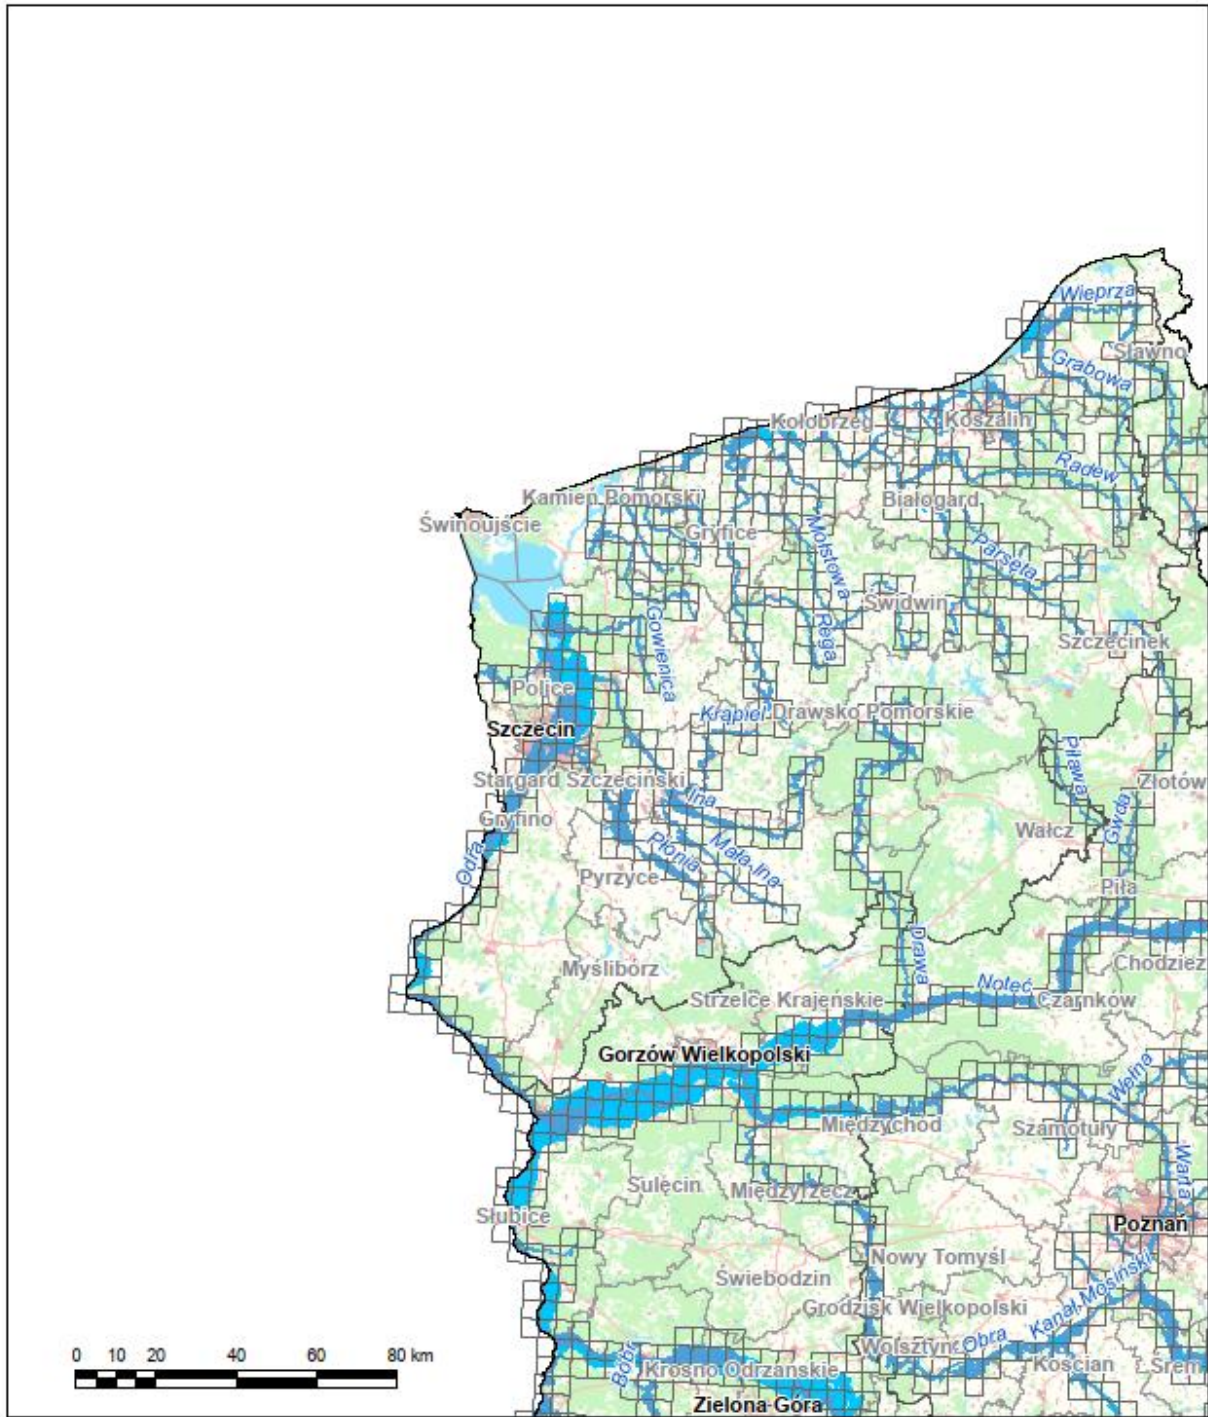 Wieprza
Sławno
Grabowa
Kołobrzeg
Koszalin
Radew
Kamień Pomorski
Białogard
Świnoujście
Gryfice
Mołstowa
Parsęta
Świdwin
Gowienica
Rega
Szczecinek
Police
Krąpiel
Drawsko Pomorskie
Szczecin
Piława
Stargard Szczeciński
Złotów
Ina
Gryfino
Gwda
Wałcz
Odra
Płonia
Mała Ina
Pyrzyce
Piła
Drawa
Myślibórz
Chodzież
Noteć
Strzelce Krajeńskie
Czarnków
Gorzów Wielkopolski
Wełna
Międzychód
Szamotuły
Warta
Sulęcin
Międzyrzecz
Słubice
Poznań
Nowy Tomyśl
Świebodzin
Kanał Mosiński
Grodzisk Wielkopolski
Wolsztyn
Obra
0 10 20 40 60 80 km
Bóbr
Krosno Odrzańskie
Kościan
Śrem
Zielona Góra